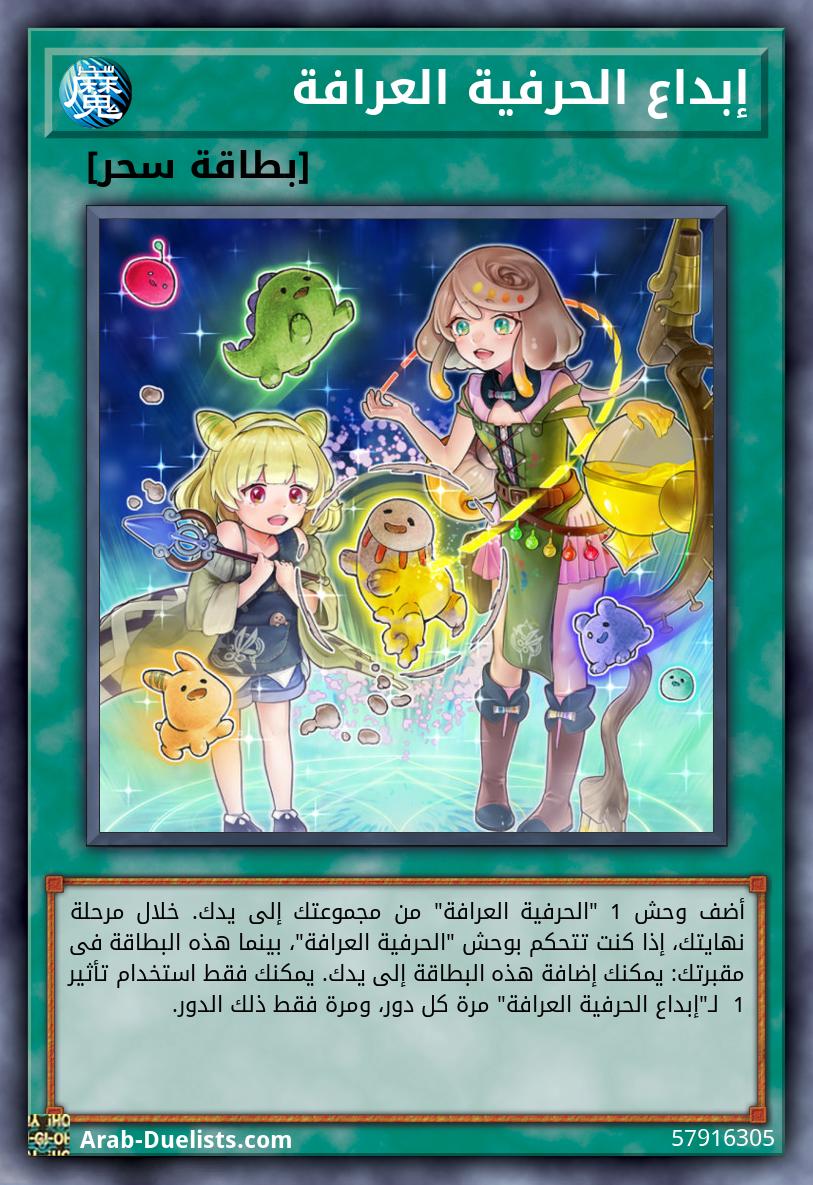 إبداع الحرفية العرافة
魔
[بطاقة سحر]
أضف وحش 1 "الحرفية العرافة" من مجموعتك إلى يدك. خلال مرحلة
نهايتك، إذا كنت تتحكم بوحش "الحرفية العرافة"، بينما هذه البطاقة فى
مقبرتك: يمكنك إضافة هذه البطاقة إلى يدك. يمكنك فقط استخدام تأثير
1 لـ"إبداع الحرفية العرافة" مرة كل دور، ومرة فقط ذلك الدور.
Arab-Duelists.com
57916305